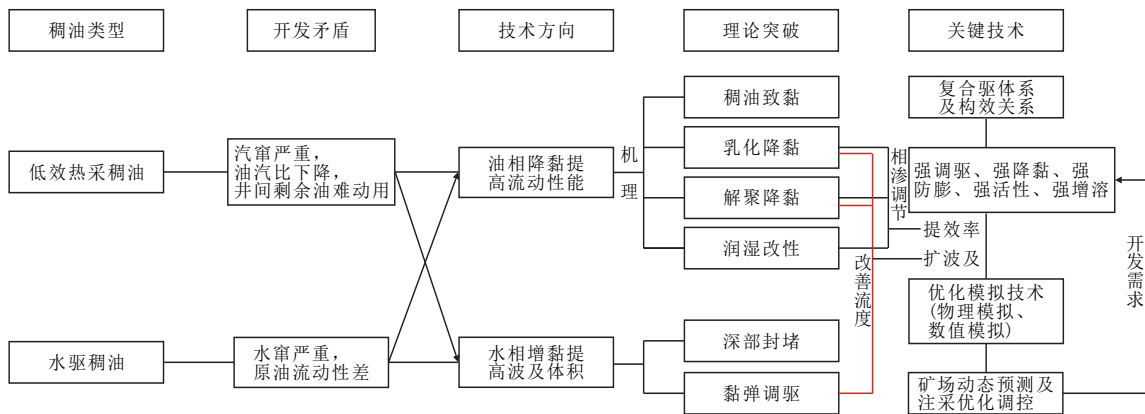 稠油类型
开发矛盾
技术方向
理论突破
关键技术
低效热采稠油
汽窜严重，
油汽比下降，
井间剩余油难动用
油相降黏提
高流动性能
机
理
稠油致黏
乳化降黏
解聚降黏
润湿改性
相渗调节
提效率
扩波及
改善流度
复合驱体系
及构效关系
强调驱、强降黏、强
防膨、强活性、强增溶
优化模拟技术
(物理模拟、
数值模拟)
开发需求
水驱稠油
水窜严重，
原油流动性差
水相增黏提
高波及体积
深部封堵
黏弹调驱
矿场动态预测及
注采优化调控